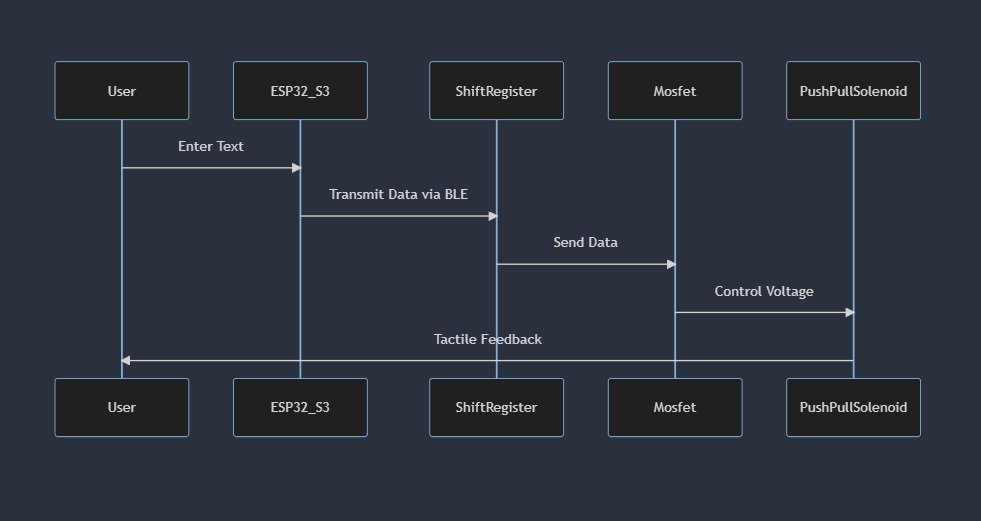 User
ESP32_S3
ShiftRegister
Mosfet
PushPullSolenoid
Enter Text
Transmit Data via BLE
Send Data
Control Voltage
Tactile Feedback
User
ESP32_S3
ShiftRegister
Mosfet
PushPullSolenoid